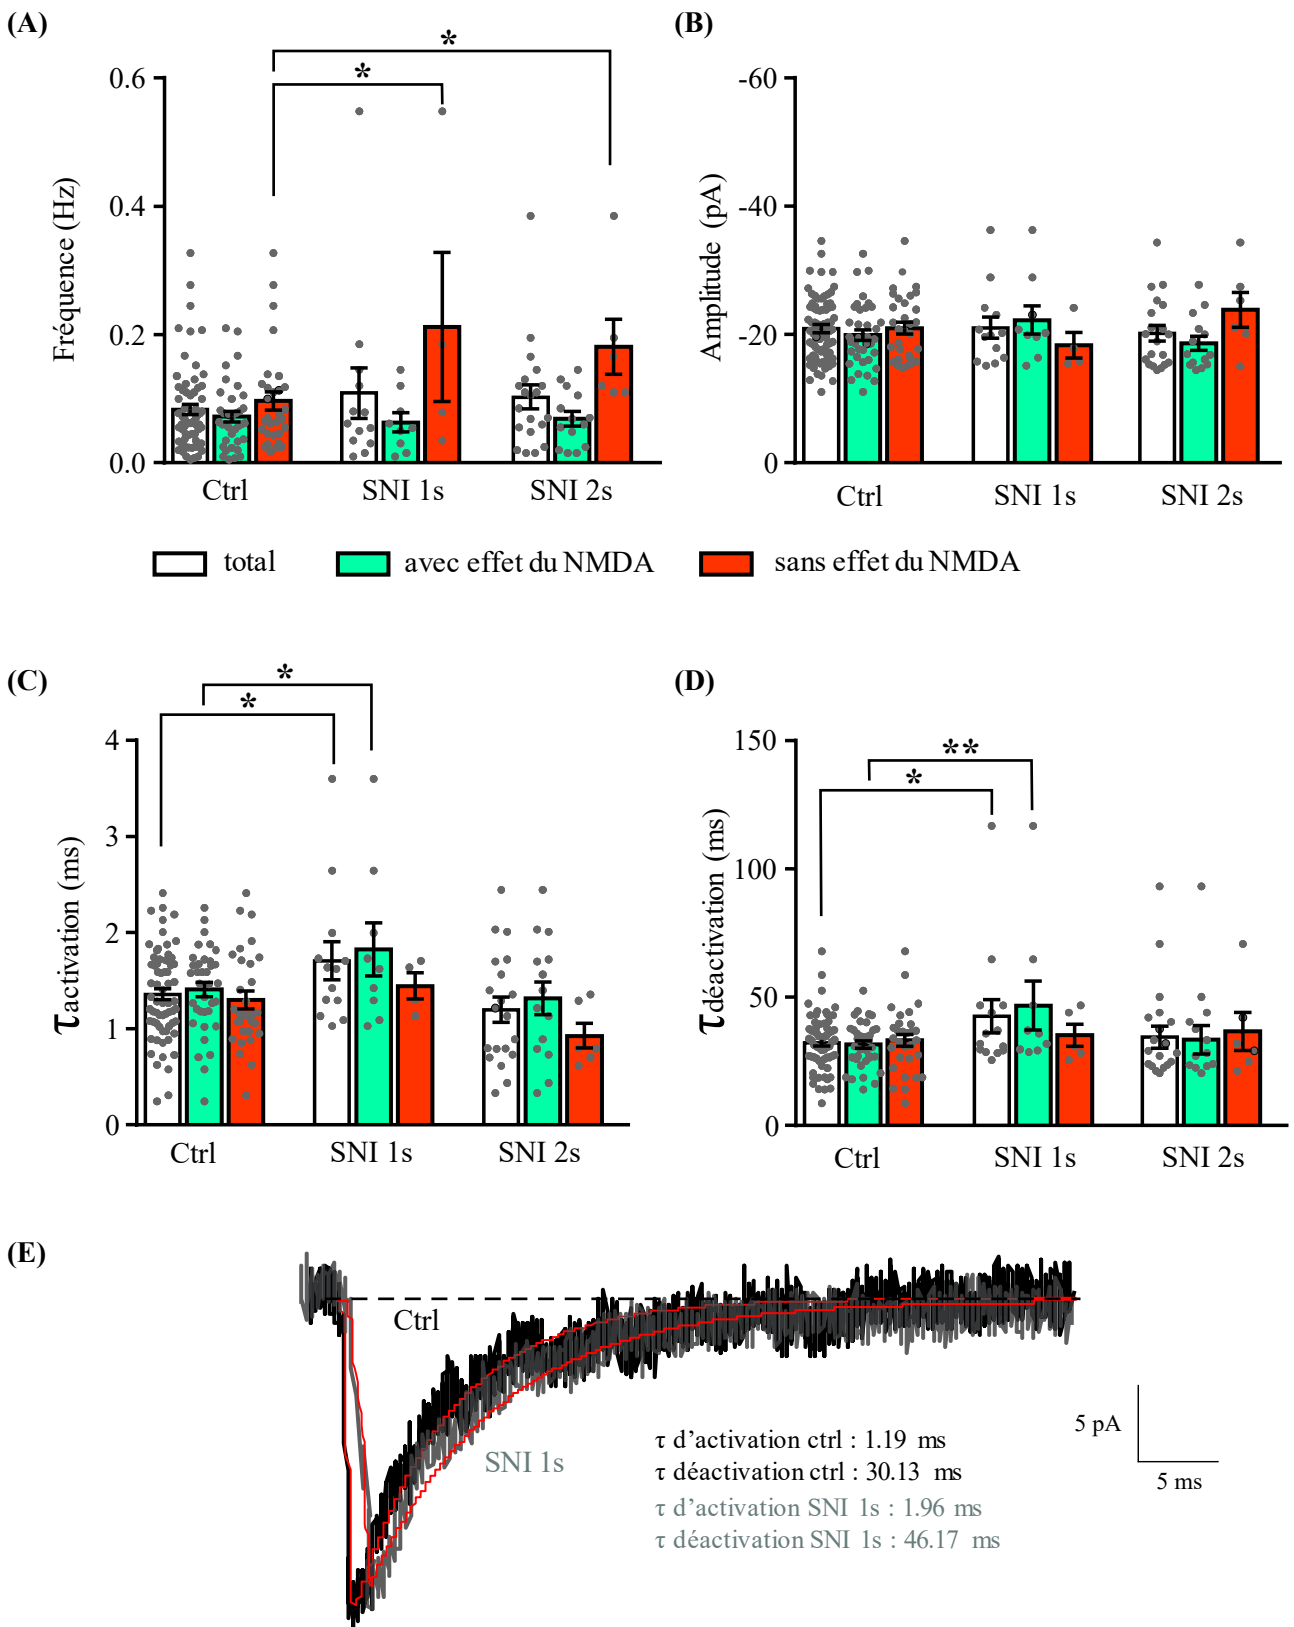 (A)
(B)
*
*
0.6
0.4
0.2
0.0
Fréquence (Hz)
Ctrl
SNI 1s
SNI 2s
-60
-40
-20
0
Amplitude (pA)
Ctrl
SNI 1s
SNI 2s
total
avec effet du NMDA
sans effet du NMDA
(C)
(D)
*
*
4
3
2
1
0
τactivation (ms)
Ctrl
SNI 1s
SNI 2s
**
*
150
100
50
0
τdéactivation (ms)
Ctrl
SNI 1s
SNI 2s
(E)
Ctrl
SNI 1s
τ d’activation ctrl : 1.19 ms
τ déactivation ctrl : 30.13 ms
τ d’activation SNI 1s : 1.96 ms
τ déactivation SNI 1s : 46.17 ms
5 pA
5 ms